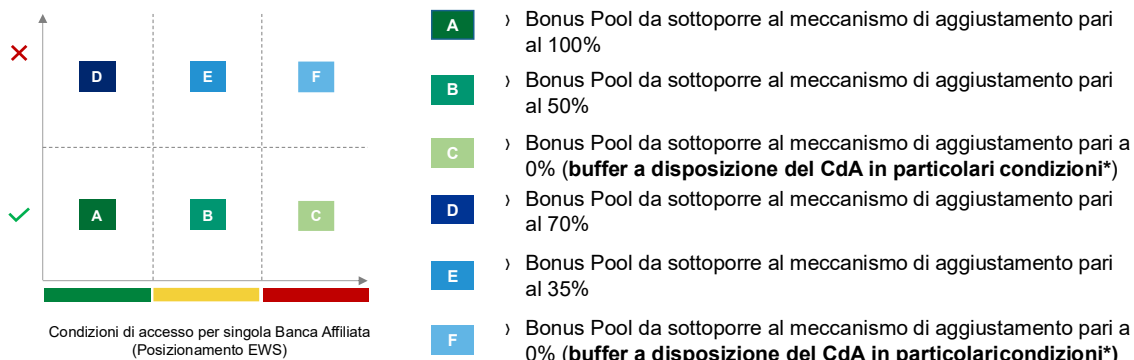 D
E
F
A
B
C
Condizioni di accesso per singola Banca Affiliata
(Posizionamento EWS)
A
› Bonus Pool da sottoporre al meccanismo di aggiustamento pari
al 100%
B
› Bonus Pool da sottoporre al meccanismo di aggiustamento pari
al 50%
C
› Bonus Pool da sottoporre al meccanismo di aggiustamento pari a
0% (buffer a disposizione del CdA in particolari condizioni*)
D
› Bonus Pool da sottoporre al meccanismo di aggiustamento pari
al 70%
E
› Bonus Pool da sottoporre al meccanismo di aggiustamento pari
al 35%
F
› Bonus Pool da sottoporre al meccanismo di aggiustamento pari a
0% (buffer a disposizione del CdA in particolaricondizioni*)